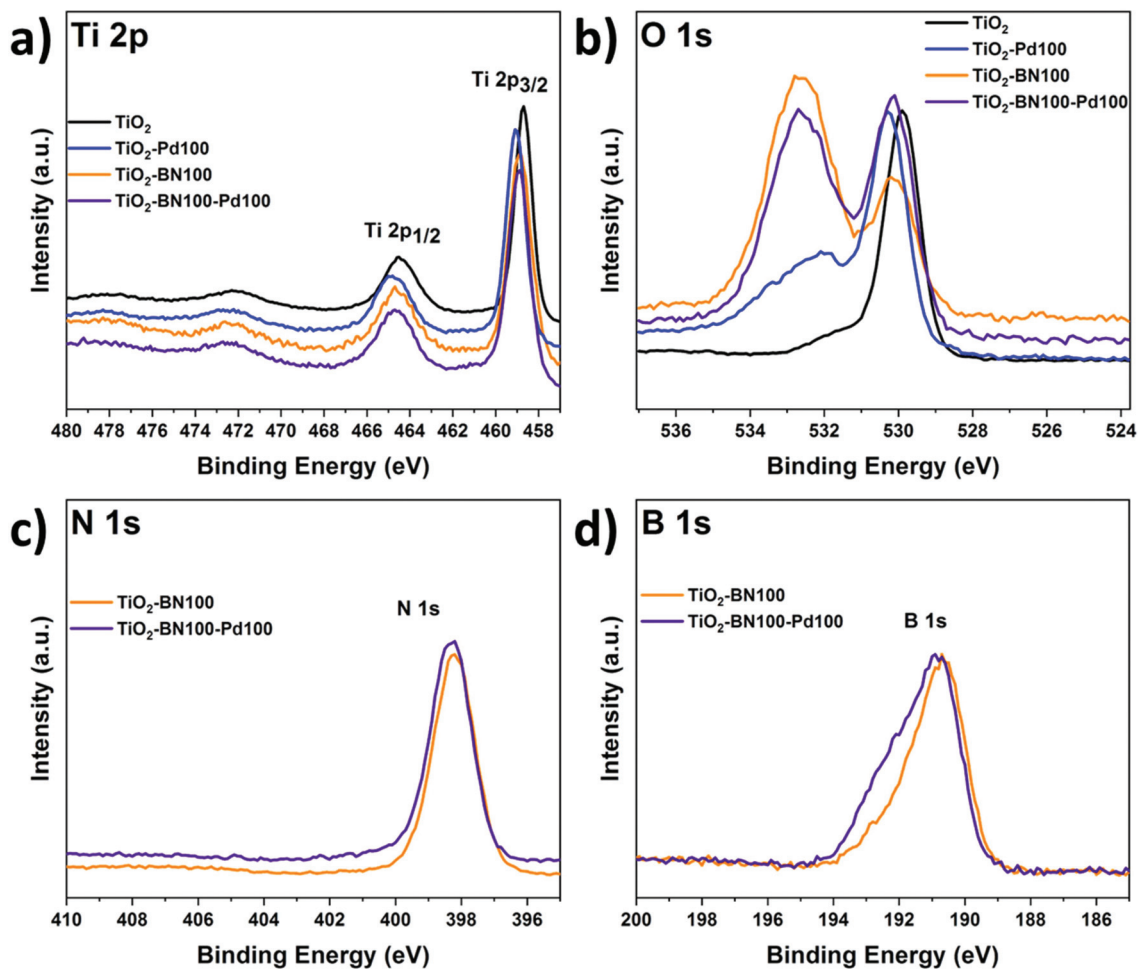 a) Ti 2p
Ti 2p3/2
TiO2
TiO2-Pd100
TiO2-BN100
TiO2-BN100-Pd100
Ti 2p1/2
Intensity (a.u.)
480 478 476 474 472 470 468 466 464 462 460 458
Binding Energy (eV)
b) O 1s
TiO2
TiO2-Pd100
TiO2-BN100
TiO2-BN100-Pd100
Intensity (a.u.)
536 534 532 530 528 526 524
Binding Energy (eV)
c) N 1s
TiO2-BN100
TiO2-BN100-Pd100
N 1s
Intensity (a.u.)
410 408 406 404 402 400 398 396
Binding Energy (eV)
d) B 1s
TiO2-BN100
TiO2-BN100-Pd100
B 1s
Intensity (a.u.)
200 198 196 194 192 190 188 186
Binding Energy (eV)